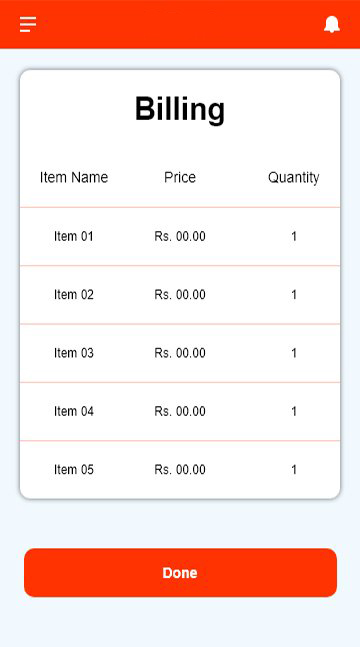 Billing
Item Name Price Quantity
Item 01 Rs. 00.00 1
Item 02 Rs. 00.00 1
Item 03 Rs. 00.00 1
Item 04 Rs. 00.00 1
Item 05 Rs. 00.00 1
Done